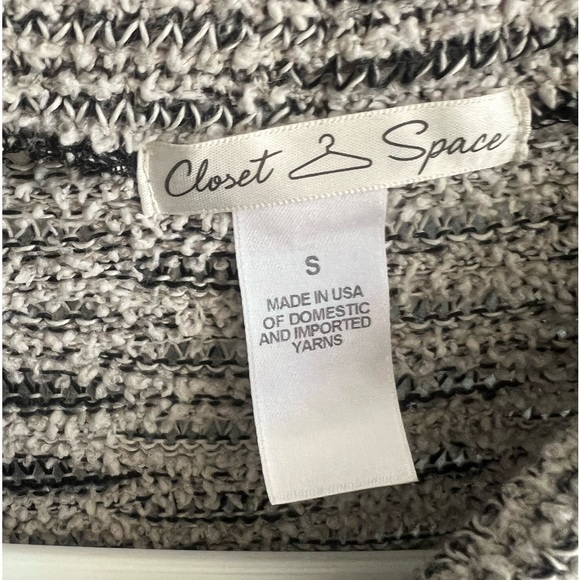 Closet Space
S
MADE IN USA
OF DOMESTIC
AND IMPORTED
YARNS